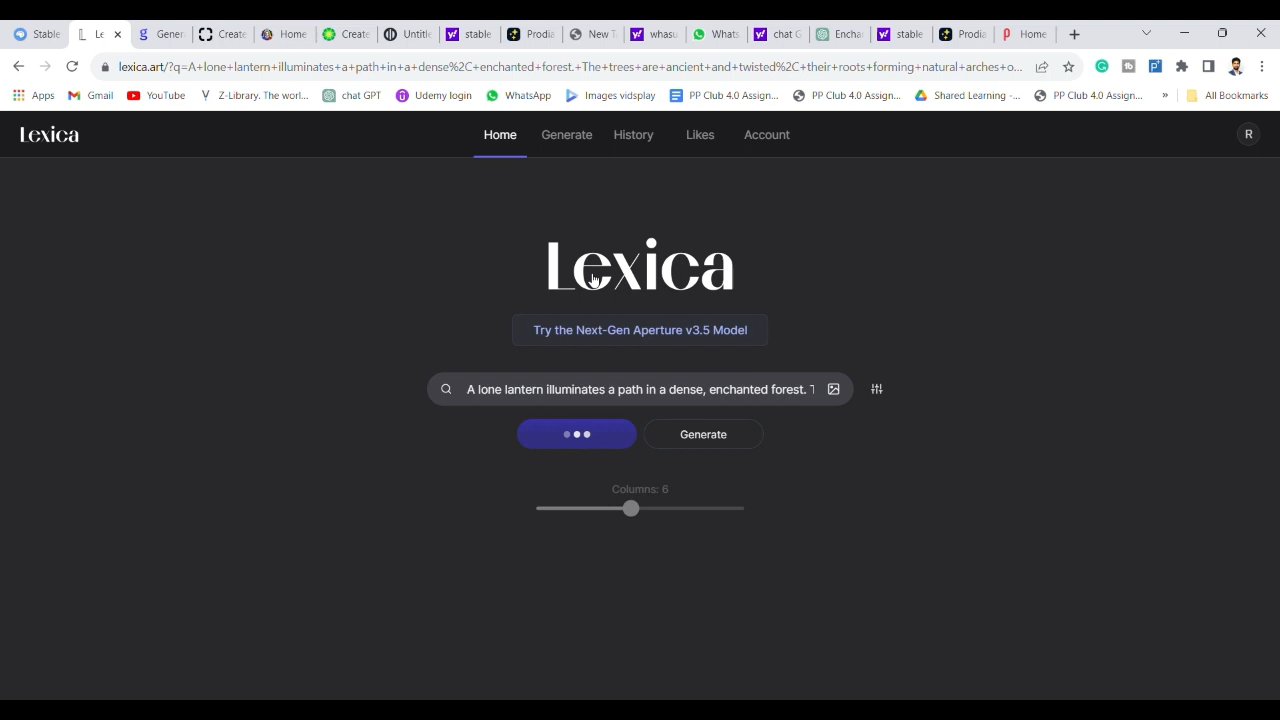 Stable
Le
Gener
Create
Home
Create
Untitle
stable
Prodia
New T
whasu
Whats
chat G
Enchar
stable
Prodia
Home
lexica.art/?q=A+lone+lantern+illuminates+a+path+in+a+dense%2C+enchanted+forest.+The+trees+are+ancient+and+twisted%2C+their+roots+forming+natural+arches+o...
Apps
Gmail
YouTube
Z-Library. The worl...
chat GPT
Udemy login
WhatsApp
Images vidsplay
PP Club 4.0 Assign...
PP Club 4.0 Assign...
Shared Learning -...
PP Club 4.0 Assign...
»
All Bookmarks
Lexica
Home
Generate
History
Likes
Account
R
Lexica
Try the Next-Gen Aperture v3.5 Model
A lone lantern illuminates a path in a dense, enchanted forest. T
Generate
Columns: 6